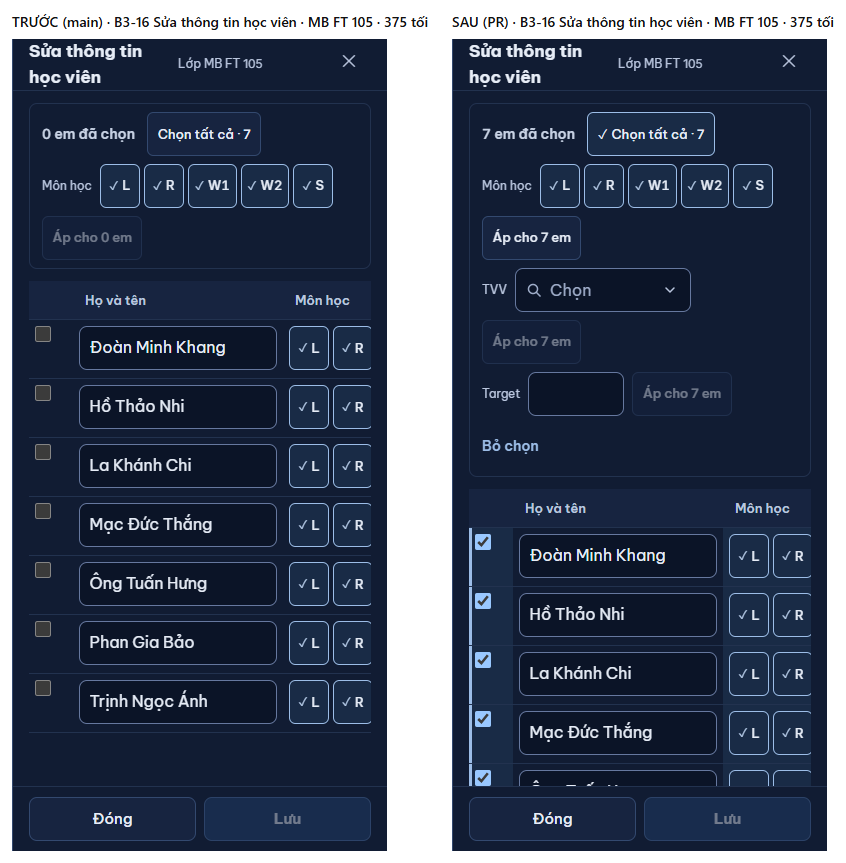 TRƯỚC (main) · B3-16 Sửa thông tin học viên · MB FT 105 · 375 tối
Sửa thông tin
học viên
Lớp MB FT 105
0 em đã chọn
Chọn tất cả · 7
Môn học ✓ L ✓ R ✓ W1 ✓ W2 ✓ S
Áp cho 0 em
Họ và tên Môn học
Đoàn Minh Khang ✓ L ✓ R
Hồ Thảo Nhi ✓ L ✓ R
La Khánh Chi ✓ L ✓ R
Mạc Đức Thắng ✓ L ✓ R
Ông Tuấn Hưng ✓ L ✓ R
Phan Gia Bảo ✓ L ✓ R
Trịnh Ngọc Ánh ✓ L ✓ R
Đóng Lưu
SAU (PR) · B3-16 Sửa thông tin học viên · MB FT 105 · 375 tối
Sửa thông tin
học viên
Lớp MB FT 105
7 em đã chọn
✓ Chọn tất cả · 7
Môn học ✓ L ✓ R ✓ W1 ✓ W2 ✓ S
Áp cho 7 em
TVV Chọn
Áp cho 7 em
Target Áp cho 7 em
Bỏ chọn
Họ và tên Môn học
Đoàn Minh Khang ✓ L ✓ R
Hồ Thảo Nhi ✓ L ✓ R
La Khánh Chi ✓ L ✓ R
Mạc Đức Thắng ✓ L ✓ R
Đóng Lưu